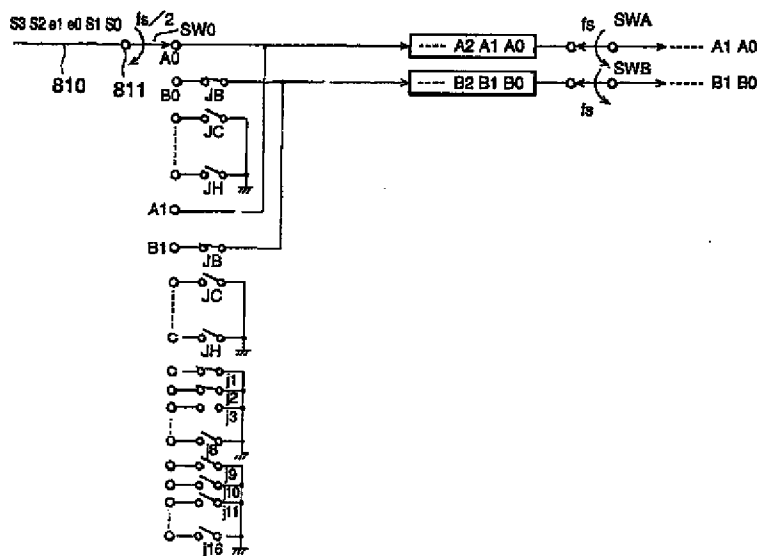 S3 S2 e1 e0 S1 S0 fs/2 SW0
810 811 A0
---- A2 A1 A0 fs SWA ---- A1 A0
B0 JB ---- B2 B1 B0 fs SWB ---- B1 B0
JC
JH
A1
B1 JB
JC
JH
j1
j2
j3
j8
j9
j10
j11
j16